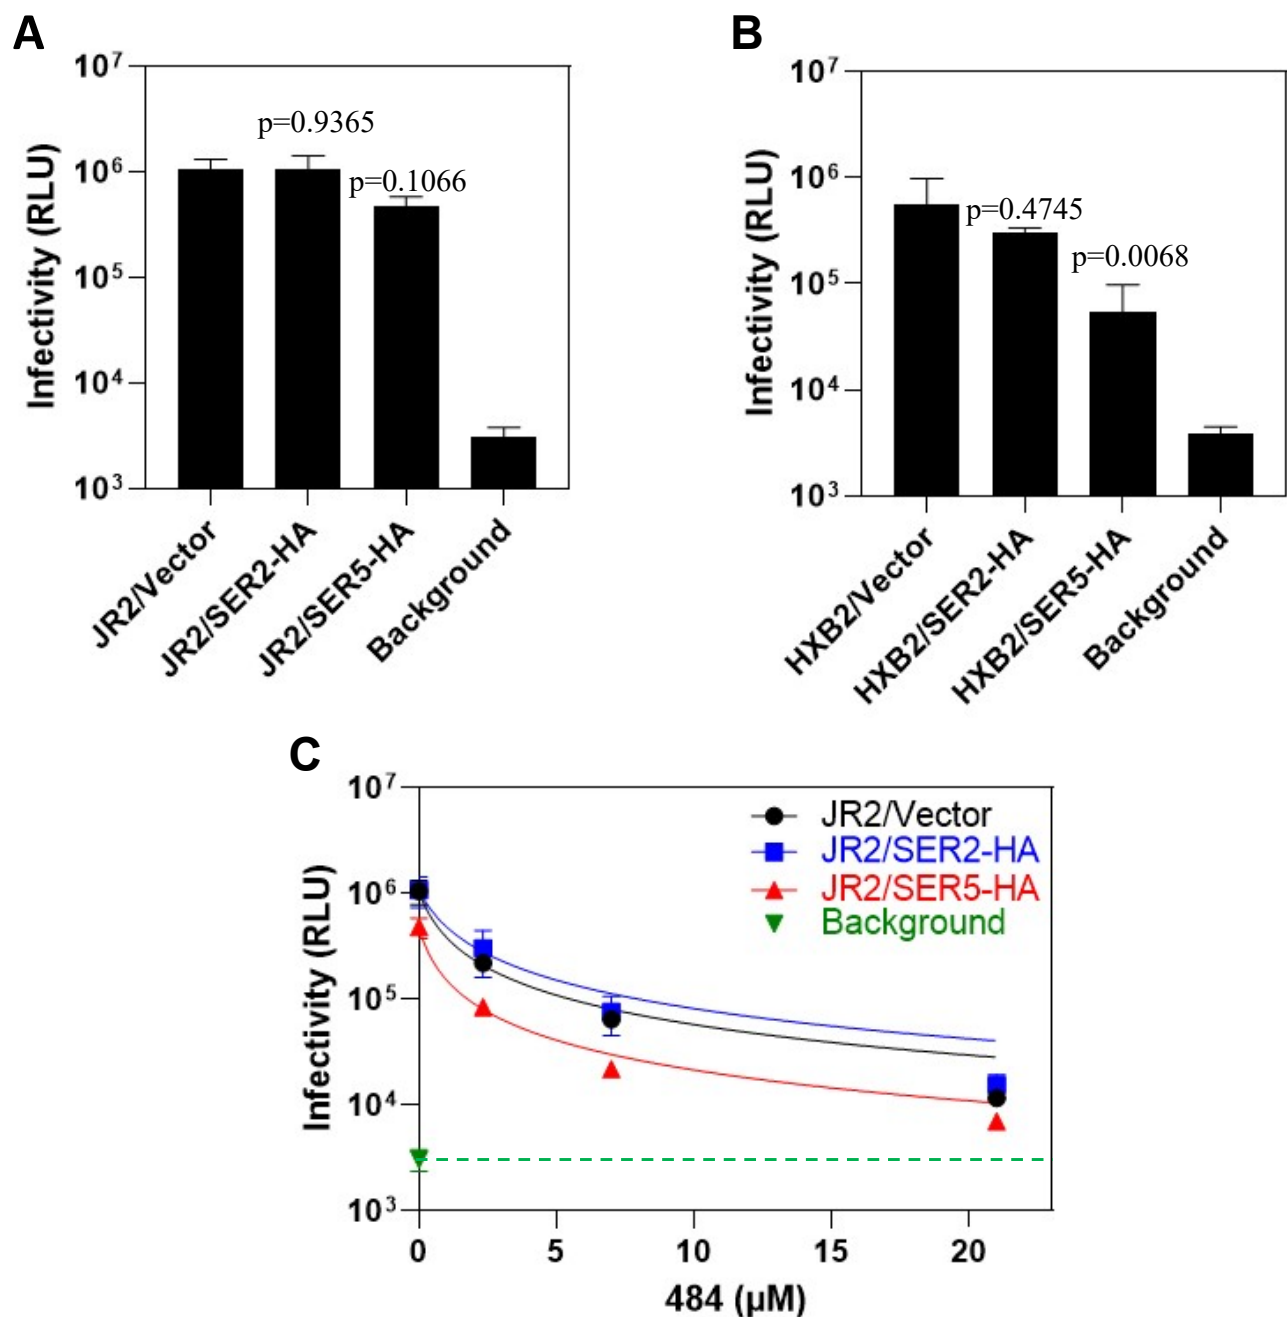 A
Infectivity (RLU)
10⁷
10⁶
10⁵
10⁴
10³
p=0.9365
p=0.1066
JR2/Vector
JR2/SER2-HA
JR2/SER5-HA
Background
B
Infectivity (RLU)
10⁷
10⁶
10⁵
10⁴
10³
p=0.4745
p=0.0068
HXB2/Vector
HXB2/SER2-HA
HXB2/SER5-HA
Background
C
Infectivity (RLU)
10⁷
10⁶
10⁵
10⁴
10³
JR2/Vector
JR2/SER2-HA
JR2/SER5-HA
Background
0 5 10 15 20
484 (μM)